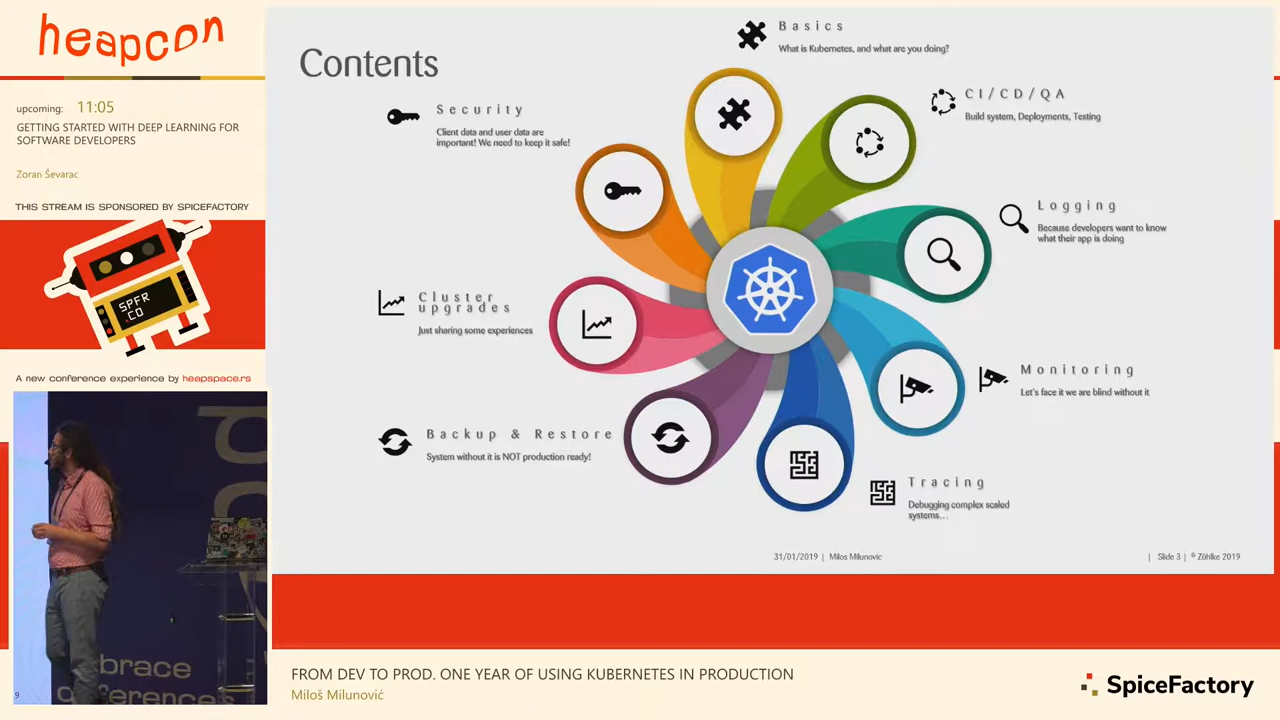 heapcon
upcoming: 11:05
GETTING STARTED WITH DEEP LEARNING FOR
SOFTWARE DEVELOPERS
Zoran Ševarac
THIS STREAM IS SPONSORED BY SPICEFACTORY
SPFR
.CO
A new conference experience by heapspace.rs
Contents
Basics
What is Kubernetes, and what are you doing?
CI/CD/QA
Build system, Deployments, Testing
Logging
Because developers want to know
what their app is doing
Monitoring
Let's face it we are blind without it
Tracing
Debugging complex scaled
systems...
Backup & Restore
System without it is NOT production ready!
Cluster
upgrades
Just sharing some experiences
Security
Client data and user data are
important! We need to keep it safe!
31/01/2019 | Milos Milunovic
| Slide 3 | © Zühlke 2019
brace
ferences
9
FROM DEV TO PROD. ONE YEAR OF USING KUBERNETES IN PRODUCTION
Miloš Milunović
SpiceFactory